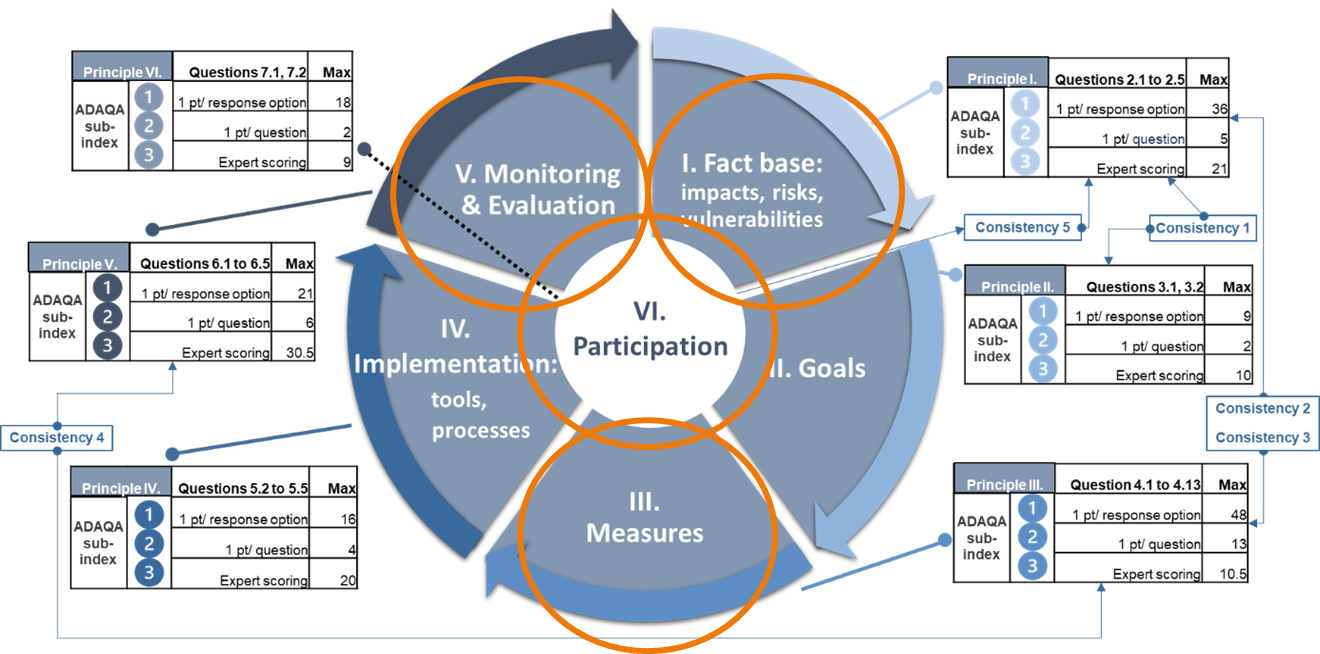 Principle VI. Questions 7.1, 7.2 Max
ADAQA sub-index
1 1 pt/ response option 18
2 1 pt/ question 2
3 Expert scoring 9
Principle V. Questions 6.1 to 6.5 Max
ADAQA sub-index
1 1 pt/ response option 21
2 1 pt/ question 6
3 Expert scoring 30.5
Consistency 4
Principle IV. Questions 5.2 to 5.5 Max
ADAQA sub-index
1 1 pt/ response option 16
2 1 pt/ question 4
3 Expert scoring 20
V. Monitoring
& Evaluation
I. Fact base:
impacts, risks,
vulnerabilities
VI.
Participation
IV.
Implementation:
tools,
processes
II. Goals
III.
Measures
Principle I. Questions 2.1 to 2.5 Max
ADAQA sub-index
1 1 pt/ response option 36
2 1 pt/ question 5
3 Expert scoring 21
Consistency 5
Consistency 1
Principle II. Questions 3.1, 3.2 Max
ADAQA sub-index
1 1 pt/ response option 9
2 1 pt/ question 2
3 Expert scoring 10
Consistency 2
Consistency 3
Principle III. Question 4.1 to 4.13 Max
ADAQA sub-index
1 1 pt/ response option 48
2 1 pt/ question 13
3 Expert scoring 10.5